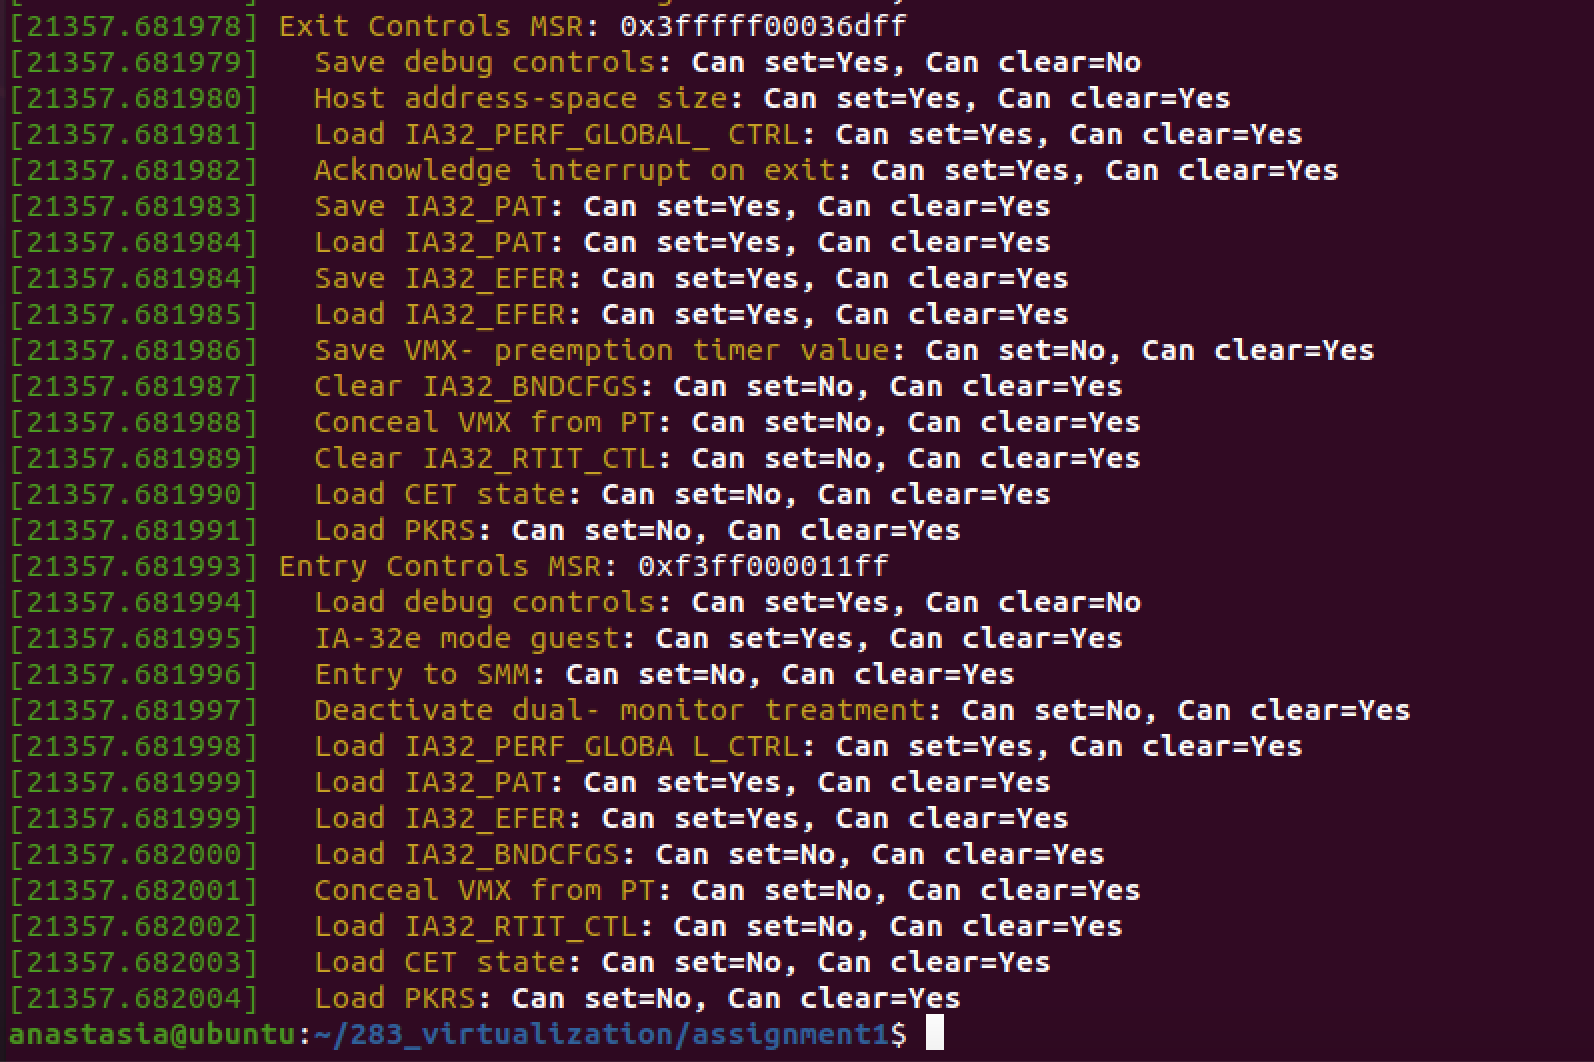 [21357.681978] Exit Controls MSR: 0x3fffff00036dff
[21357.681979]   Save debug controls: Can set=Yes, Can clear=No
[21357.681980]   Host address-space size: Can set=Yes, Can clear=Yes
[21357.681981]   Load IA32_PERF_GLOBAL_ CTRL: Can set=Yes, Can clear=Yes
[21357.681982]   Acknowledge interrupt on exit: Can set=Yes, Can clear=Yes
[21357.681983]   Save IA32_PAT: Can set=Yes, Can clear=Yes
[21357.681984]   Load IA32_PAT: Can set=Yes, Can clear=Yes
[21357.681984]   Save IA32_EFER: Can set=Yes, Can clear=Yes
[21357.681985]   Load IA32_EFER: Can set=Yes, Can clear=Yes
[21357.681986]   Save VMX- preemption timer value: Can set=No, Can clear=Yes
[21357.681987]   Clear IA32_BNDCFGS: Can set=No, Can clear=Yes
[21357.681988]   Conceal VMX from PT: Can set=No, Can clear=Yes
[21357.681989]   Clear IA32_RTIT_CTL: Can set=No, Can clear=Yes
[21357.681990]   Load CET state: Can set=No, Can clear=Yes
[21357.681991]   Load PKRS: Can set=No, Can clear=Yes
[21357.681993] Entry Controls MSR: 0xf3ff000011ff
[21357.681994]   Load debug controls: Can set=Yes, Can clear=No
[21357.681995]   IA-32e mode guest: Can set=Yes, Can clear=Yes
[21357.681996]   Entry to SMM: Can set=No, Can clear=Yes
[21357.681997]   Deactivate dual- monitor treatment: Can set=No, Can clear=Yes
[21357.681998]   Load IA32_PERF_GLOBA L_CTRL: Can set=Yes, Can clear=Yes
[21357.681999]   Load IA32_PAT: Can set=Yes, Can clear=Yes
[21357.681999]   Load IA32_EFER: Can set=Yes, Can clear=Yes
[21357.682000]   Load IA32_BNDCFGS: Can set=No, Can clear=Yes
[21357.682001]   Conceal VMX from PT: Can set=No, Can clear=Yes
[21357.682002]   Load IA32_RTIT_CTL: Can set=No, Can clear=Yes
[21357.682003]   Load CET state: Can set=No, Can clear=Yes
[21357.682004]   Load PKRS: Can set=No, Can clear=Yes
anastasia@ubuntu:~/283_virtualization/assignment1$